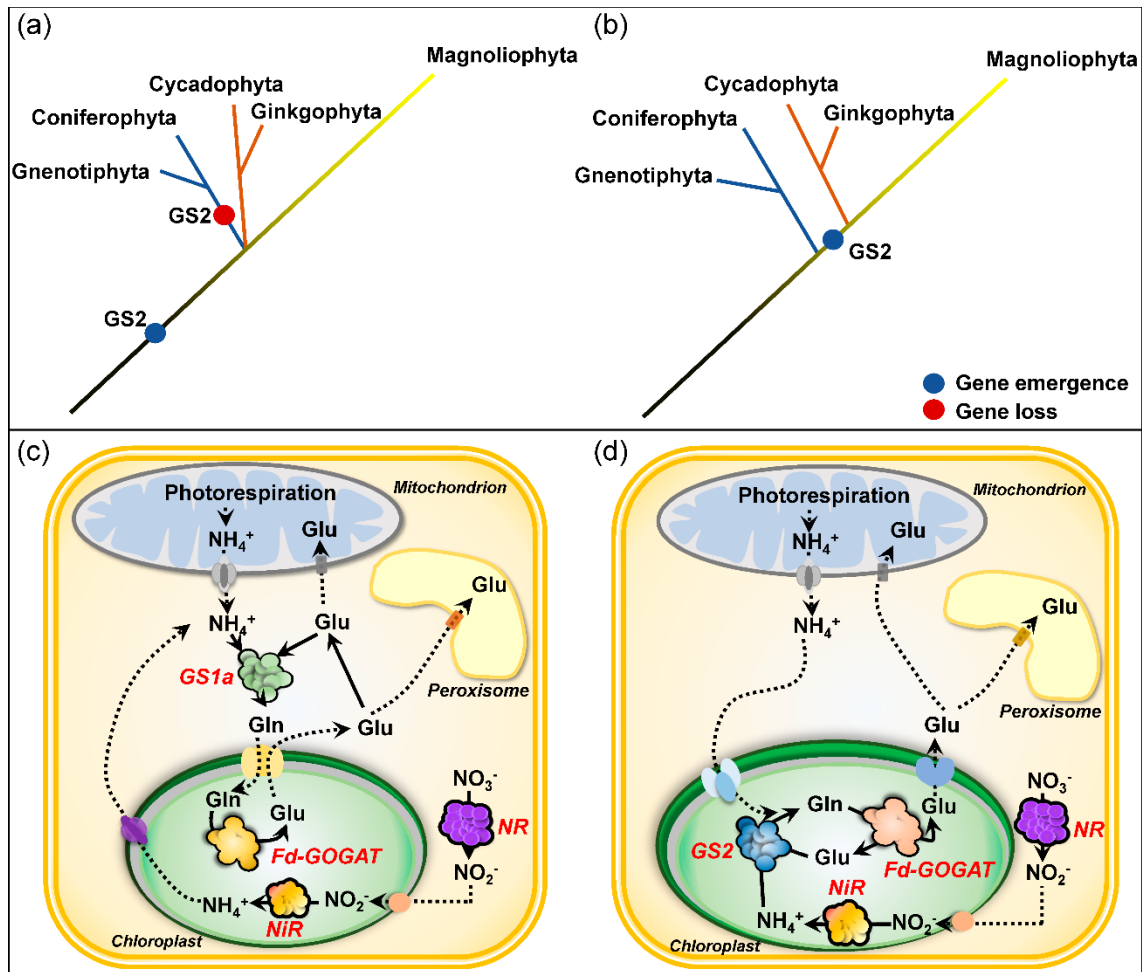 (a)
Magnoliophyta
Cycadophyta
Ginkgophyta
Coniferophyta
Gnenotiphyta
GS2
GS2
(b)
Magnoliophyta
Cycadophyta
Ginkgophyta
Coniferophyta
Gnenotiphyta
GS2
Gene emergence
Gene loss
(c)
Photorespiration
Mitochondrion
NH₄⁺
Glu
Glu
NH₄⁺
Glu
GS1a
Peroxisome
Gln
Glu
NO₃⁻
Gln
Glu
NR
Fd-GOGAT
NO₂⁻
NH₄⁺
NO₂⁻
NiR
Chloroplast
(d)
Photorespiration
Mitochondrion
NH₄⁺
Glu
Glu
NH₄⁺
Peroxisome
Glu
NO₃⁻
Gln
Glu
NR
GS2
Glu
Fd-GOGAT
NiR
NO₂⁻
NH₄⁺
NO₂⁻
Chloroplast